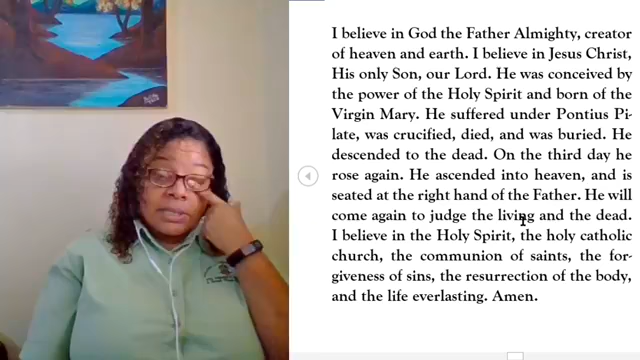 I believe in God the Father Almighty, creator
of heaven and earth. I believe in Jesus Christ,
His only Son, our Lord. He was conceived by
the power of the Holy Spirit and born of the
Virgin Mary. He suffered under Pontius Pi-
late, was crucified, died, and was buried. He
descended to the dead. On the third day he
rose again. He ascended into heaven, and is
seated at the right hand of the Father. He will
come again to judge the living and the dead.
I believe in the Holy Spirit, the holy catholic
church, the communion of saints, the for-
giveness of sins, the resurrection of the body,
and the life everlasting. Amen.